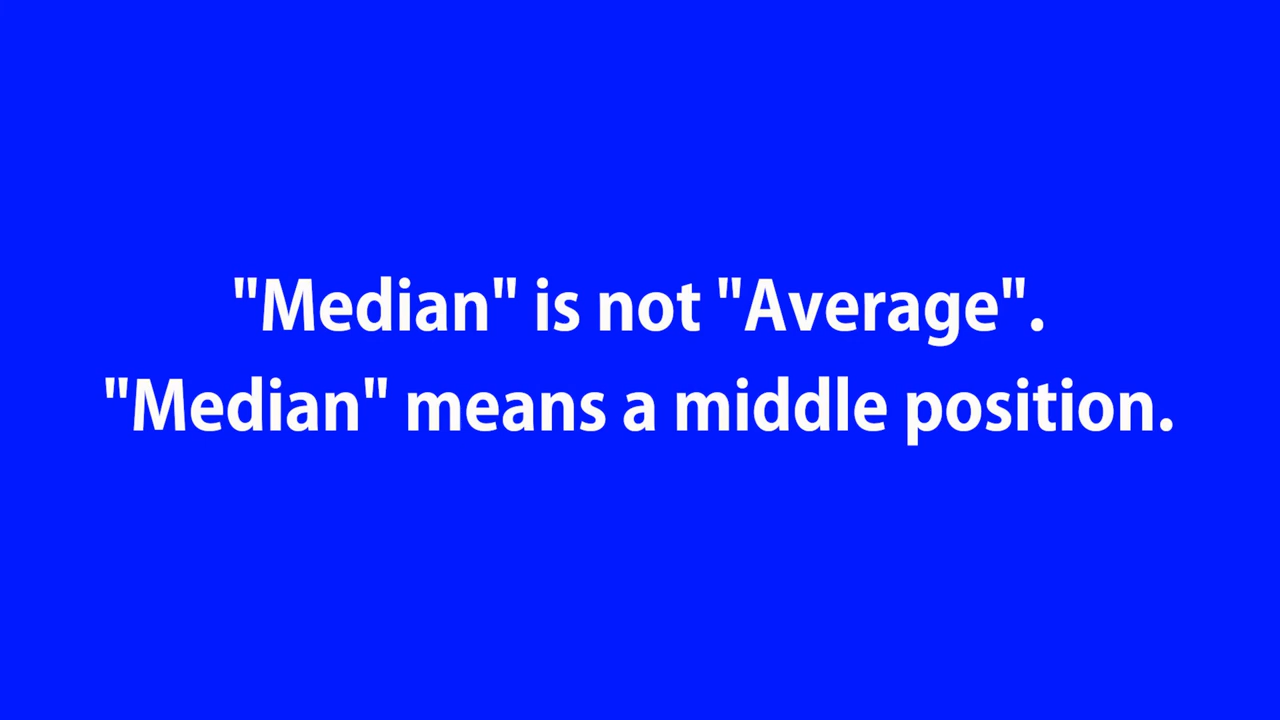 "Median" is not "Average".
"Median" means a middle position.